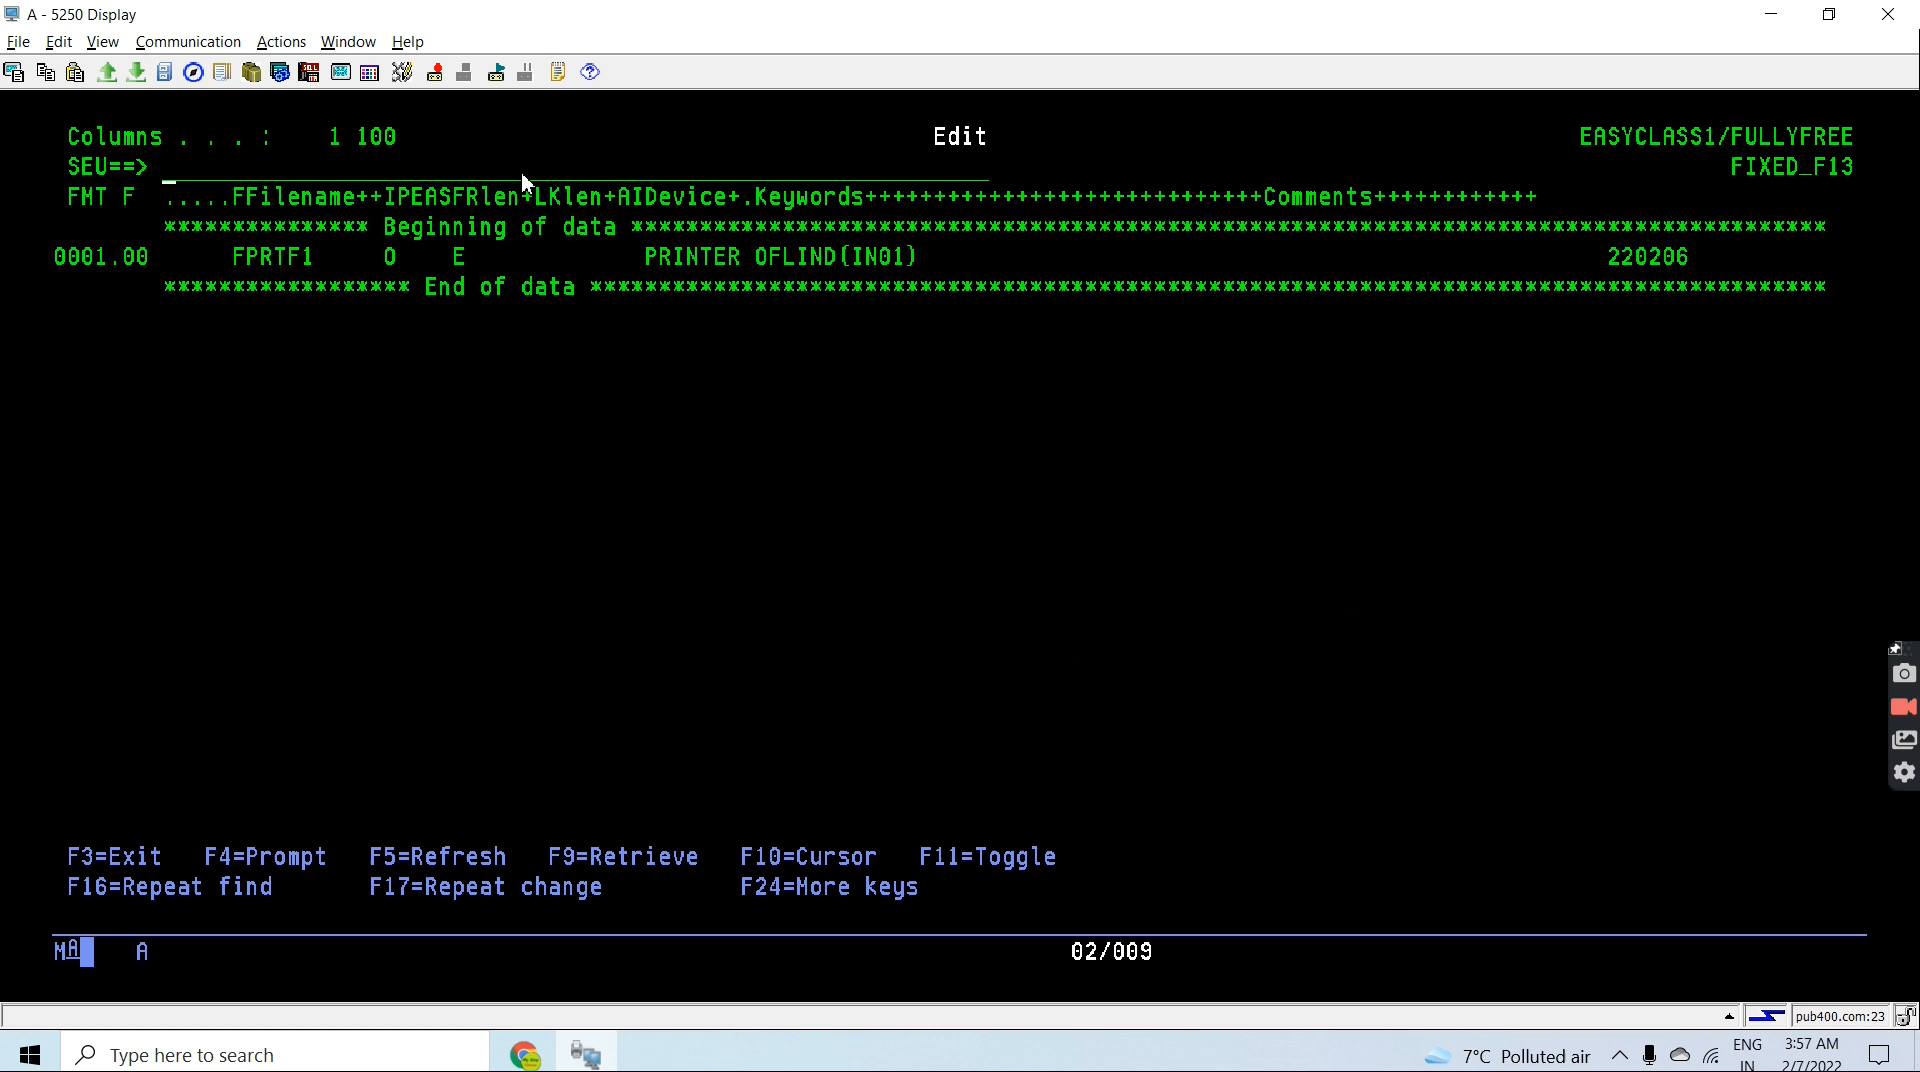 A - 5250 Display
File Edit View Communication Actions Window Help
Columns . . . : 1 100 Edit EASYCLASS1/FULLYFREE
SEU==> FIXED_F13
FMT F .....FFilename++IPEASFRlen+LKlen+AIDevice+.Keywords+++++++++++++++++++++++++++++Comments++++++++++++
*************** Beginning of data ***************************************************************************************
0001.00 FPRTF1 O E PRINTER OFLIND(IN01) 220206
****************** End of data ******************************************************************************************
F3=Exit F4=Prompt F5=Refresh F9=Retrieve F10=Cursor F11=Toggle
F16=Repeat find F17=Repeat change F24=More keys
MA A 02/009
pub400.com:23
Type here to search 7°C Polluted air ENG 3:57 AM
IN 2/7/2022